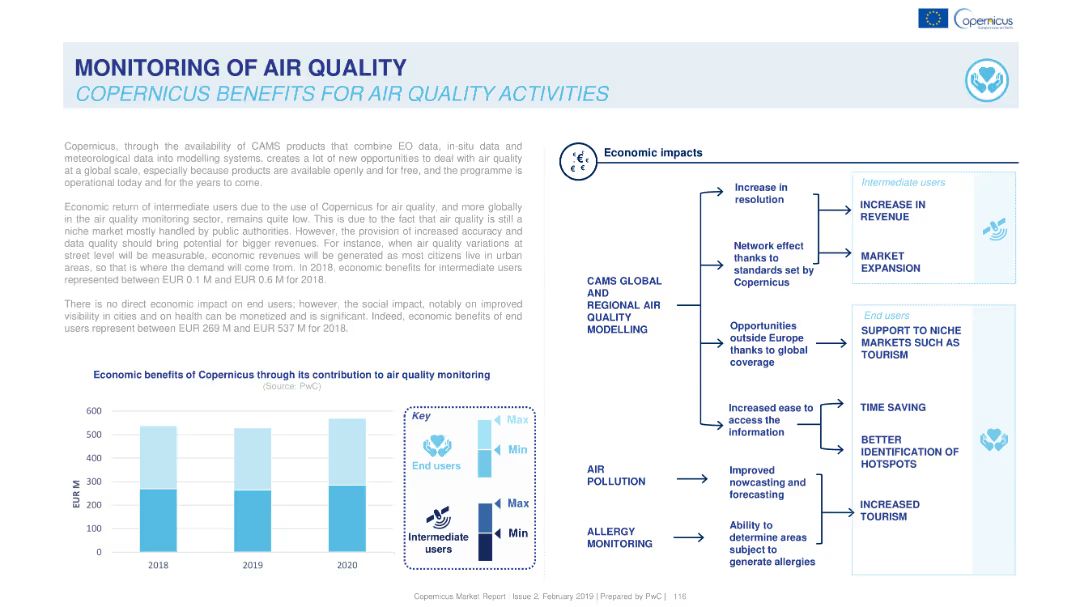 opernicus
MONITORING OF AIR QUALITY
COPERNICUS BENEFITS FOR AIR QUALITY ACTIVITIES
Copernicus, through the availability of CAMS products that combine EO data, in-situ data and
meteorological data into modelling systems, creates a lot of new opportunities to deal with air quality
at a global scale, especially because products are available openly and for free, and the programme is
operational today and for the years to come.
Economic return of intermediate users due to the use of Copernicus for air quality, and more globally
in the air quality monitoring sector, remains quite low. This is due to the fact that air quality is still a
niche market mostly handled by public authorities. However, the provision of increased accuracy and
data quality should bring potential for bigger revenues. For instance, when air quality variations at
street level will be measurable, economic revenues will be generated as most citizens live in urban
areas, so that is where the demand will come from. In 2018, economic benefits for intermediate users
represented between EUR 0.1 M and EUR 0.6 M for 2018.
There is no direct economic impact on end users; however, the social impact, notably on improved
visibility in cities and on health can be monetized and is significant. Indeed, economic benefits of end
users represent between EUR 269 M and EUR 537 M for 2018.
Economic benefits of Copernicus through its contribution to air quality monitoring
(Source: PwC)
EUR M
600
500
400
300
200
100
0
2018
2019
2020
Key
Max
Min
End users
Max
Min
Intermediate
users
Economic impacts
CAMS GLOBAL
AND
REGIONAL AIR
QUALITY
MODELLING
AIR
POLLUTION
ALLERGY
MONITORING
Increase in
resolution
Network effect
thanks to
standards set by
Copernicus
Opportunities
outside Europe
thanks to global
coverage
Increased ease to
access the
information
Improved
nowcasting and
forecasting
Ability to
determine areas
subject to
generate allergies
Intermediate users
INCREASE IN
REVENUE
MARKET
EXPANSION
End users
SUPPORT TO NICHE
MARKETS SUCH AS
TOURISM
TIME SAVING
BETTER
IDENTIFICATION OF
HOTSPOTS
INCREASED
TOURISM
Copernicus Market Report Issue 2, February 2019 | Prepared by PwC | 116